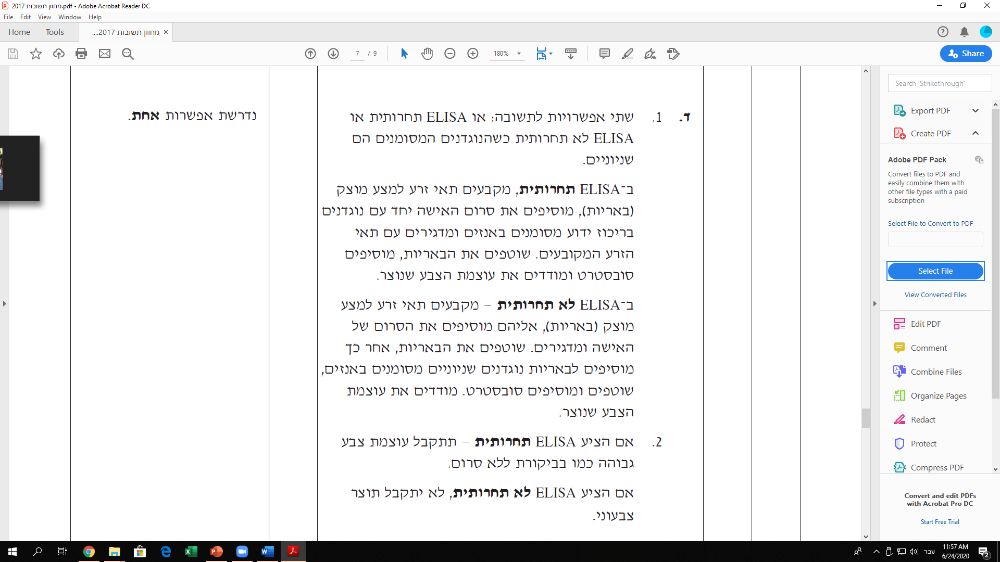 מחוון תשובות 2017.pdf - Adobe Acrobat Reader DC
File Edit View Window Help
Home Tools מחוון תשובות 2017....
7 / 9 180% Share
ד. 1. שתי אפשרויות לתשובה: או ELISA תחרותית או
ELISA לא תחרותית כשהנוגדנים המסומנים הם
שניוניים.
ב־ELISA תחרותית, מקבעים תאי זרע למצע מוצק
(באריות), מוסיפים את סרום האישה יחד עם נוגדנים
בריכוז ידוע מסומנים באנזים ומדגירים עם תאי
הזרע המקובעים. שוטפים את הבאריות, מוסיפים
סובסטרט ומודדים את עוצמת הצבע שנוצר.
ב־ELISA לא תחרותית – מקבעים תאי זרע למצע
מוצק (באריות), אליהם מוסיפים את הסרום של
האישה ומדגירים. שוטפים את הבאריות, אחר כך
מוסיפים לבאריות נוגדנים שניוניים מסומנים באנזים,
שוטפים ומוסיפים סובסטרט. מודדים את עוצמת
הצבע שנוצר.
2. אם הציע ELISA תחרותית – תתקבל עוצמת צבע
גבוהה כמו בביקורת ללא סרום.
אם הציע ELISA לא תחרותית, לא יתקבל תוצר
צבעוני.
נדרשת אפשרות אחת.
Search 'Strikethrough'
Export PDF
Create PDF
Adobe PDF Pack
Convert files to PDF and
easily combine them with
other file types with a paid
subscription
Select File to Convert to PDF
Select File
View Converted Files
Edit PDF
Comment
Combine Files
Organize Pages
Redact
Protect
Compress PDF
Convert and edit PDFs
with Acrobat Pro DC
Start Free Trial
עבר
11:57 AM
6/24/2020
2